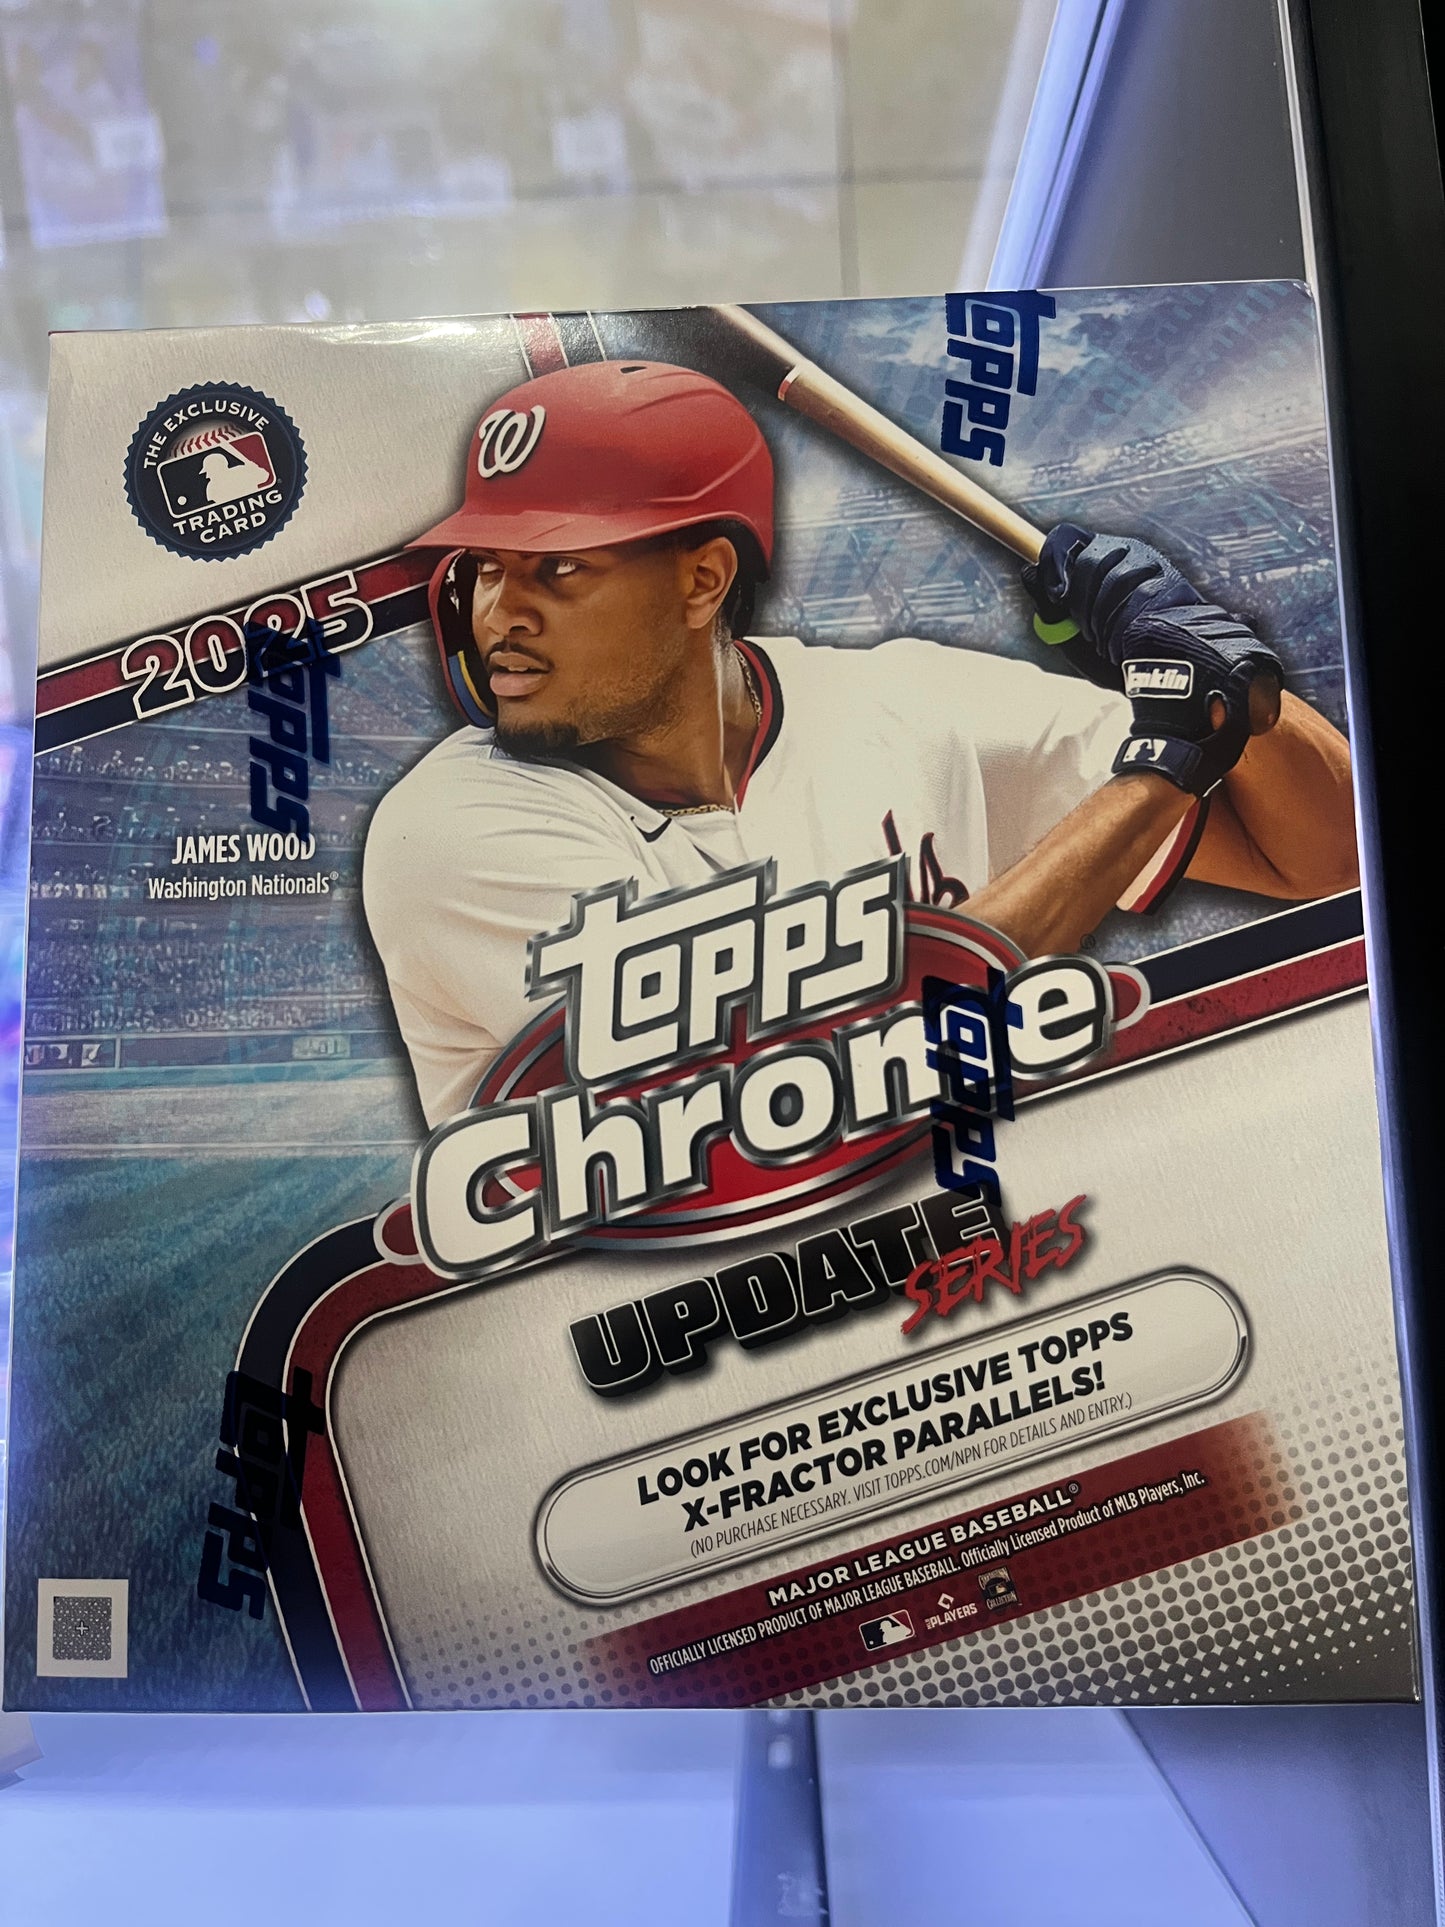 Topps
THE EXCLUSIVE
TRADING
CARD
2025
Topps
JAMES WOOD
Washington Nationals®
Franklin
Topps
Chrome
Topps
UPDATE
SERIES
LOOK FOR EXCLUSIVE TOPPS
X-FRACTOR PARALLELS!
(NO PURCHASE NECESSARY. VISIT TOPPS.COM/NPN FOR DETAILS AND ENTRY.)
MAJOR LEAGUE BASEBALL®
OFFICIALLY LICENSED PRODUCT OF MAJOR LEAGUE BASEBALL. Officially Licensed Product of MLB Players, Inc.
PLAYERS
Topps